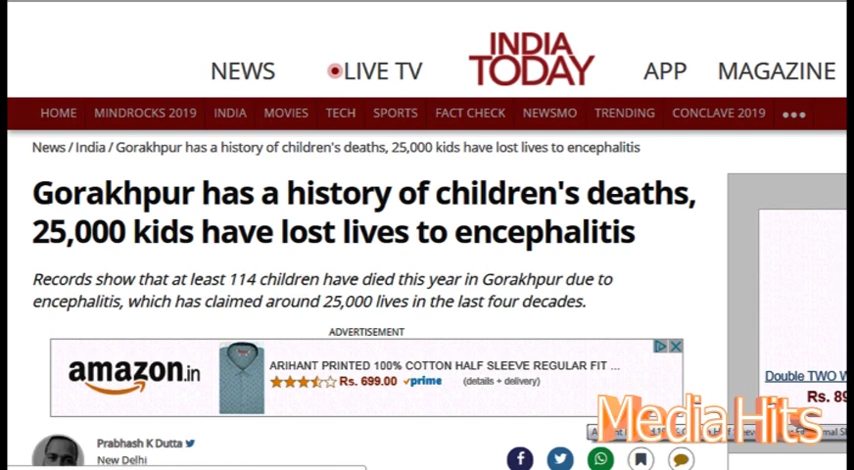 INDIA
TODAY
NEWS
LIVE TV
APP
MAGAZINE
HOME MINDROCKS 2019 INDIA MOVIES TECH SPORTS FACT CHECK NEWSMO TRENDING CONCLAVE 2019
News / India / Gorakhpur has a history of children's deaths, 25,000 kids have lost lives to encephalitis
Gorakhpur has a history of children's deaths,
25,000 kids have lost lives to encephalitis
Records show that at least 114 children have died this year in Gorakhpur due to
encephalitis, which has claimed around 25,000 lives in the last four decades.
ADVERTISEMENT
amazon.in
ARIHANT PRINTED 100% COTTON HALF SLEEVE REGULAR FIT ...
Rs. 699.00 prime (details + delivery)
Double TWO
Rs.
Media Hits
Prabhash K Dutta
New Delhi